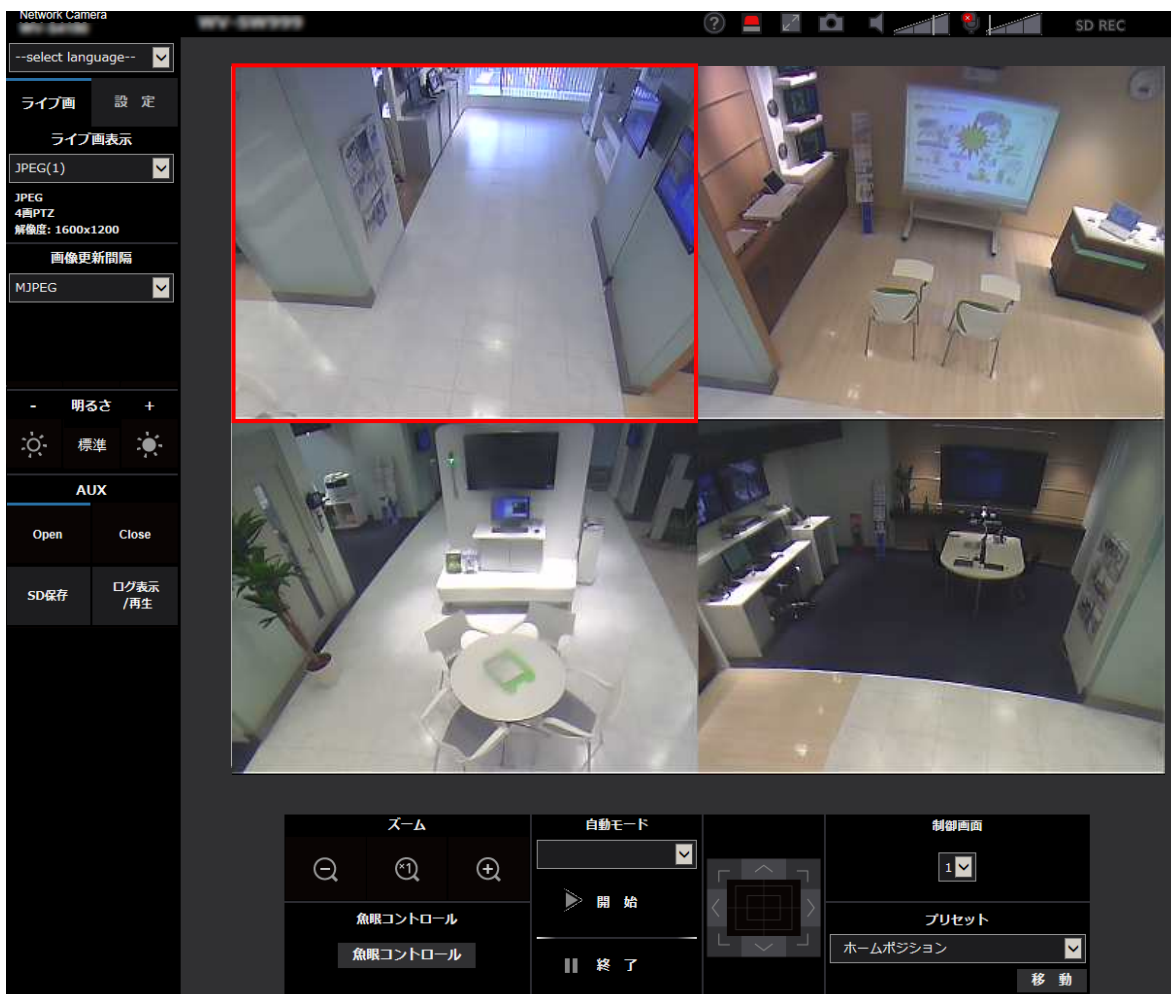 Network Camera
WV-SW999
SD REC
--select language--
ライブ画
設 定
ライブ画表示
JPEG(1)
JPEG
4画PTZ
解像度: 1600x1200
画像更新間隔
MJPEG
- 明るさ +
標準
AUX
Open
Close
SD保存
ログ表示
/再生
ズーム
×1
魚眼コントロール
魚眼コントロール
自動モード
開 始
終 了
制御画面
1
プリセット
ホームポジション
移 動